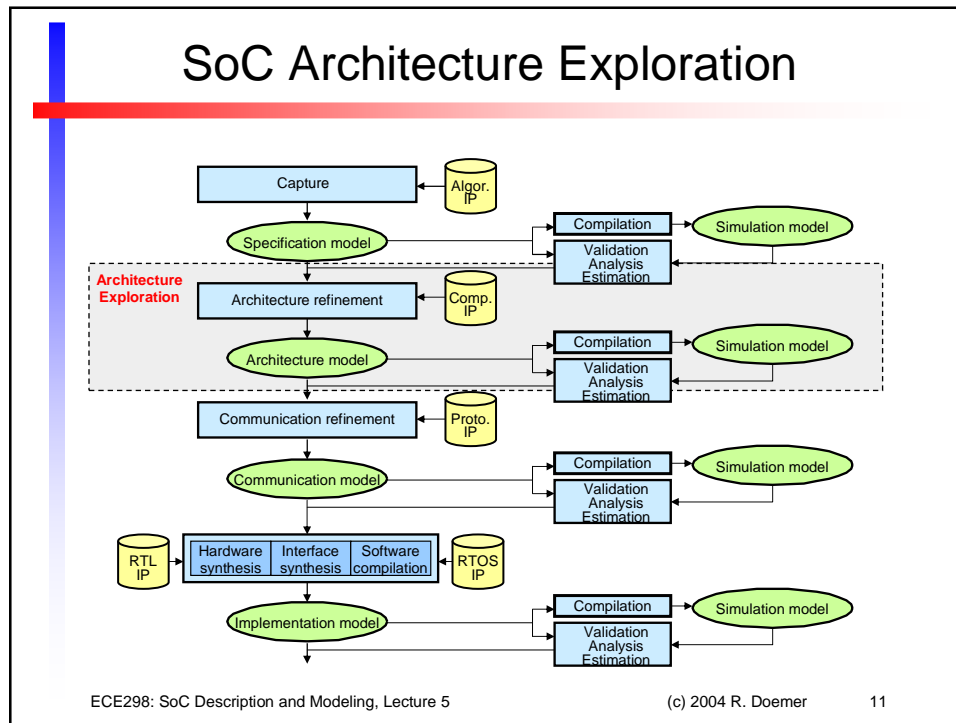 SoC Architecture Exploration
Capture
Algor.
IP
Specification model
Compilation
Simulation model
Validation
Analysis
Estimation
Architecture
Exploration
Architecture refinement
Comp.
IP
Architecture model
Compilation
Simulation model
Validation
Analysis
Estimation
Communication refinement
Proto.
IP
Communication model
Compilation
Simulation model
Validation
Analysis
Estimation
RTL
IP
Hardware
synthesis
Interface
synthesis
Software
compilation
RTOS
IP
Implementation model
Compilation
Simulation model
Validation
Analysis
Estimation
ECE298: SoC Description and Modeling, Lecture 5
(c) 2004 R. Doemer
11